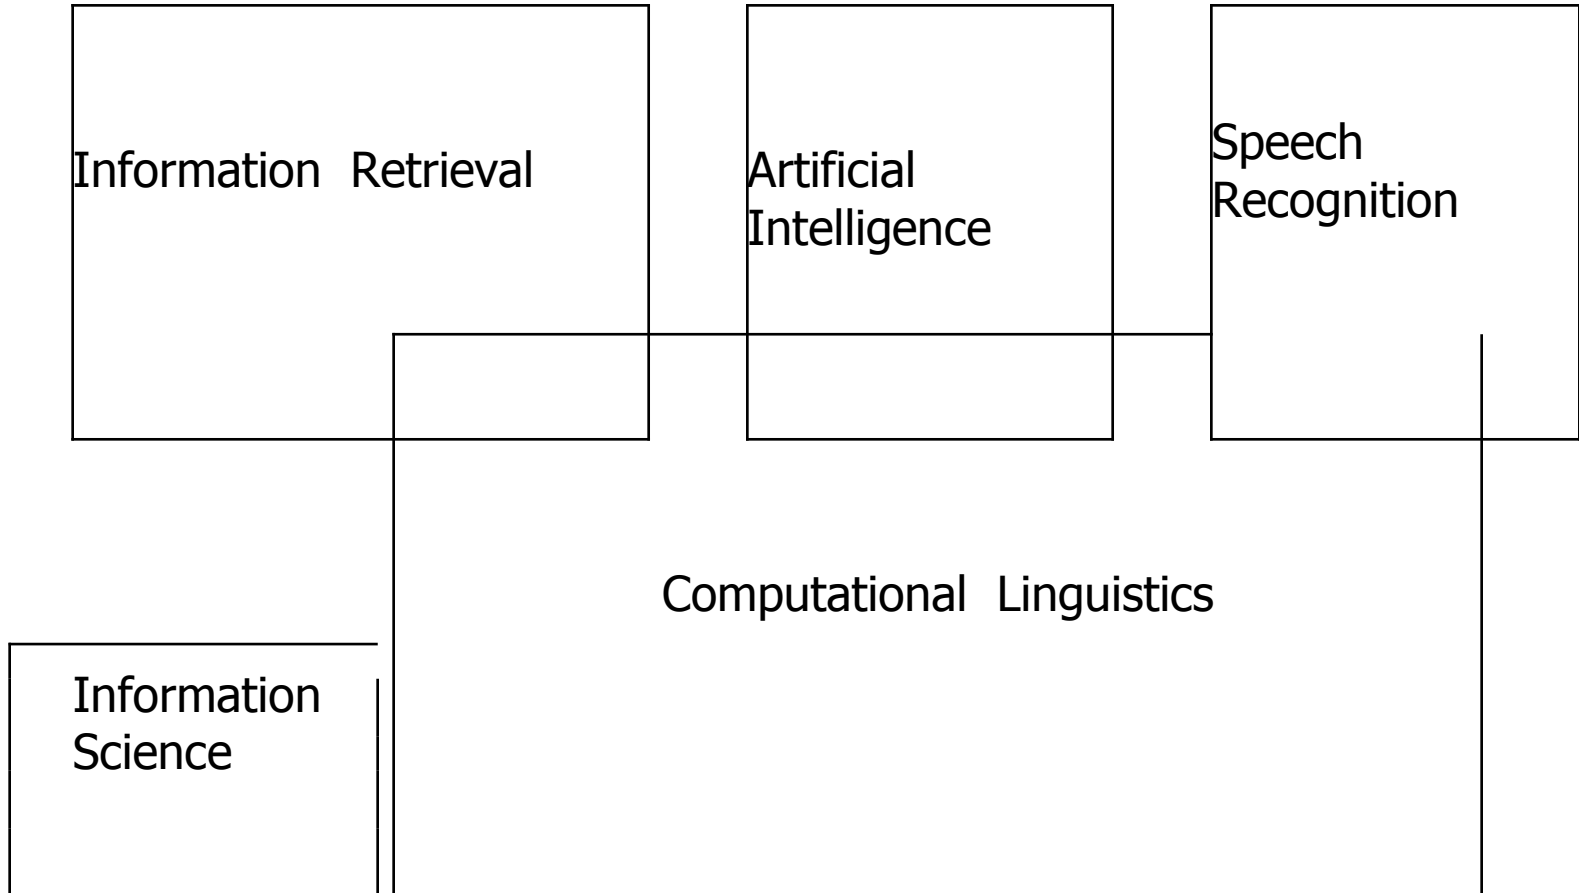 Information Retrieval
Artificial
Intelligence
Speech
Recognition
Computational Linguistics
Information
Science